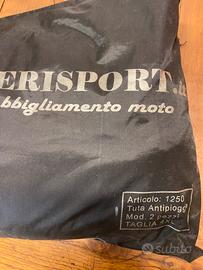 ERISPORT
bbigliamento moto
Articolo: 1250
Tuta Antipiogg
Mod. 2 pezzi
TAGLIA
subito